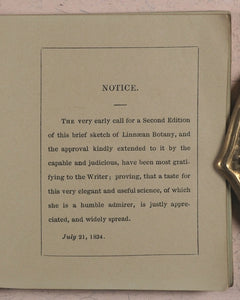 NOTICE.
THE very early call for a Second Edition
of this brief sketch of Linnæan Botany, and
the approval kindly extended to it by the
capable and judicious, have been most grati-
fying to the Writer; proving, that a taste for
this very elegant and useful science, of which
she is a humble admirer, is justly appre-
ciated, and widely spread.
July 21, 1834.